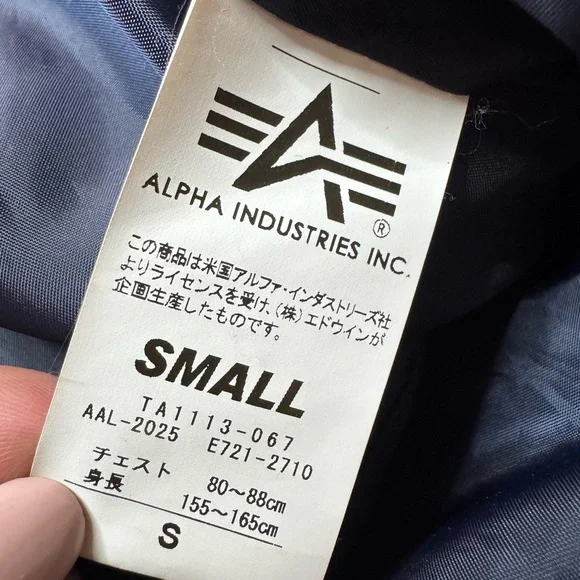 ALPHA INDUSTRIES INC.
®
この商品は米国アルファ・インダストリーズ社
よりライセンスを受け、(株)エドウインが
企画生産したものです。
SMALL
TA1113-067
AAL-2025 E721-2710
チェスト 80～88cm
身長 155～165cm
S